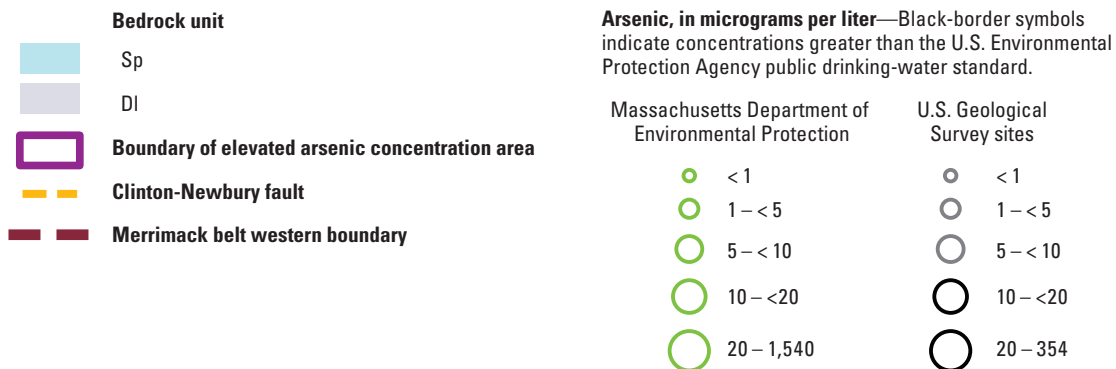 Bedrock unit
Sp
Dl
Boundary of elevated arsenic concentration area
Clinton-Newbury fault
Merrimack belt western boundary
Arsenic, in micrograms per liter—Black-border symbols
indicate concentrations greater than the U.S. Environmental
Protection Agency public drinking-water standard.
Massachusetts Department of
Environmental Protection
< 1
1 – < 5
5 – < 10
10 – <20
20 – 1,540
U.S. Geological
Survey sites
< 1
1 – < 5
5 – < 10
10 – <20
20 – 354